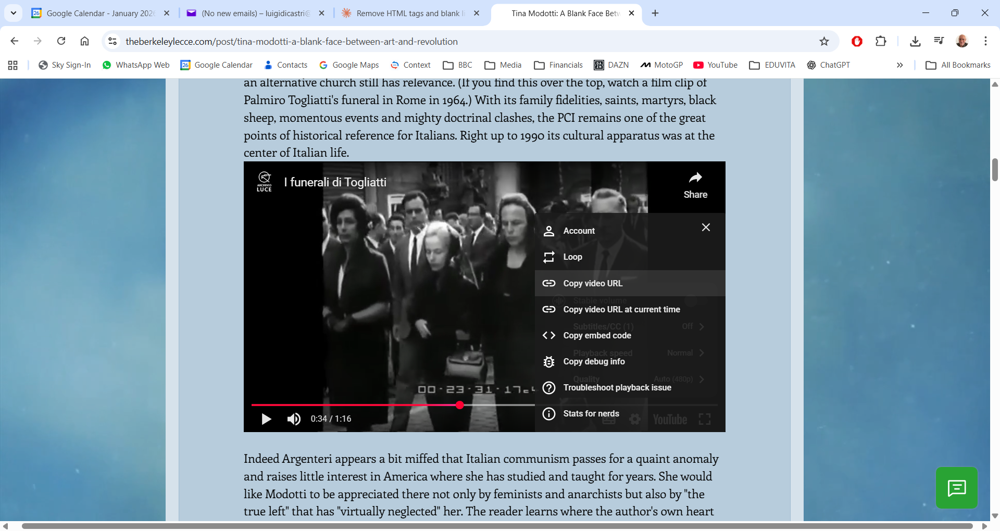 Google Calendar - January 202
(No new emails) – luigidicastri@
Remove HTML tags and blank li
Tina Modotti: A Blank Face Betw
theberkeleylecce.com/post/tina-modotti-a-blank-face-between-art-and-revolution
Sky Sign-In
WhatsApp Web
26
Google Calendar
Contacts
Google Maps
Context
BBC
Media
Financials
DAZN
MotoGP
YouTube
EDUVITA
ChatGPT
All Bookmarks
an alternative church still has relevance. (If you find this over the top, watch a film clip of
Palmiro Togliatti's funeral in Rome in 1964.) With its family fidelities, saints, martyrs, black
sheep, momentous events and mighty doctrinal clashes, the PCI remains one of the great
points of historical reference for Italians. Right up to 1990 its cultural apparatus was at the
center of Italian life.
ARCHIVIO
LUCE
I funerali di Togliatti
Share
Account
Loop
Copy video URL
Stable volume
Copy video URL at current time
Subtitles/CC (1) Off
Copy embed code
Playback speed Normal
Copy debug info
Quality Auto (480p)
Troubleshoot playback issue
Stats for nerds
00·23·31·17
0:34 / 1:16
YouTube
Indeed Argenteri appears a bit miffed that Italian communism passes for a quaint anomaly
and raises little interest in America where she has studied and taught for years. She would
like Modotti to be appreciated there not only by feminists and anarchists but also by "the
true left" that has "virtually neglected" her. The reader learns where the author's own heart